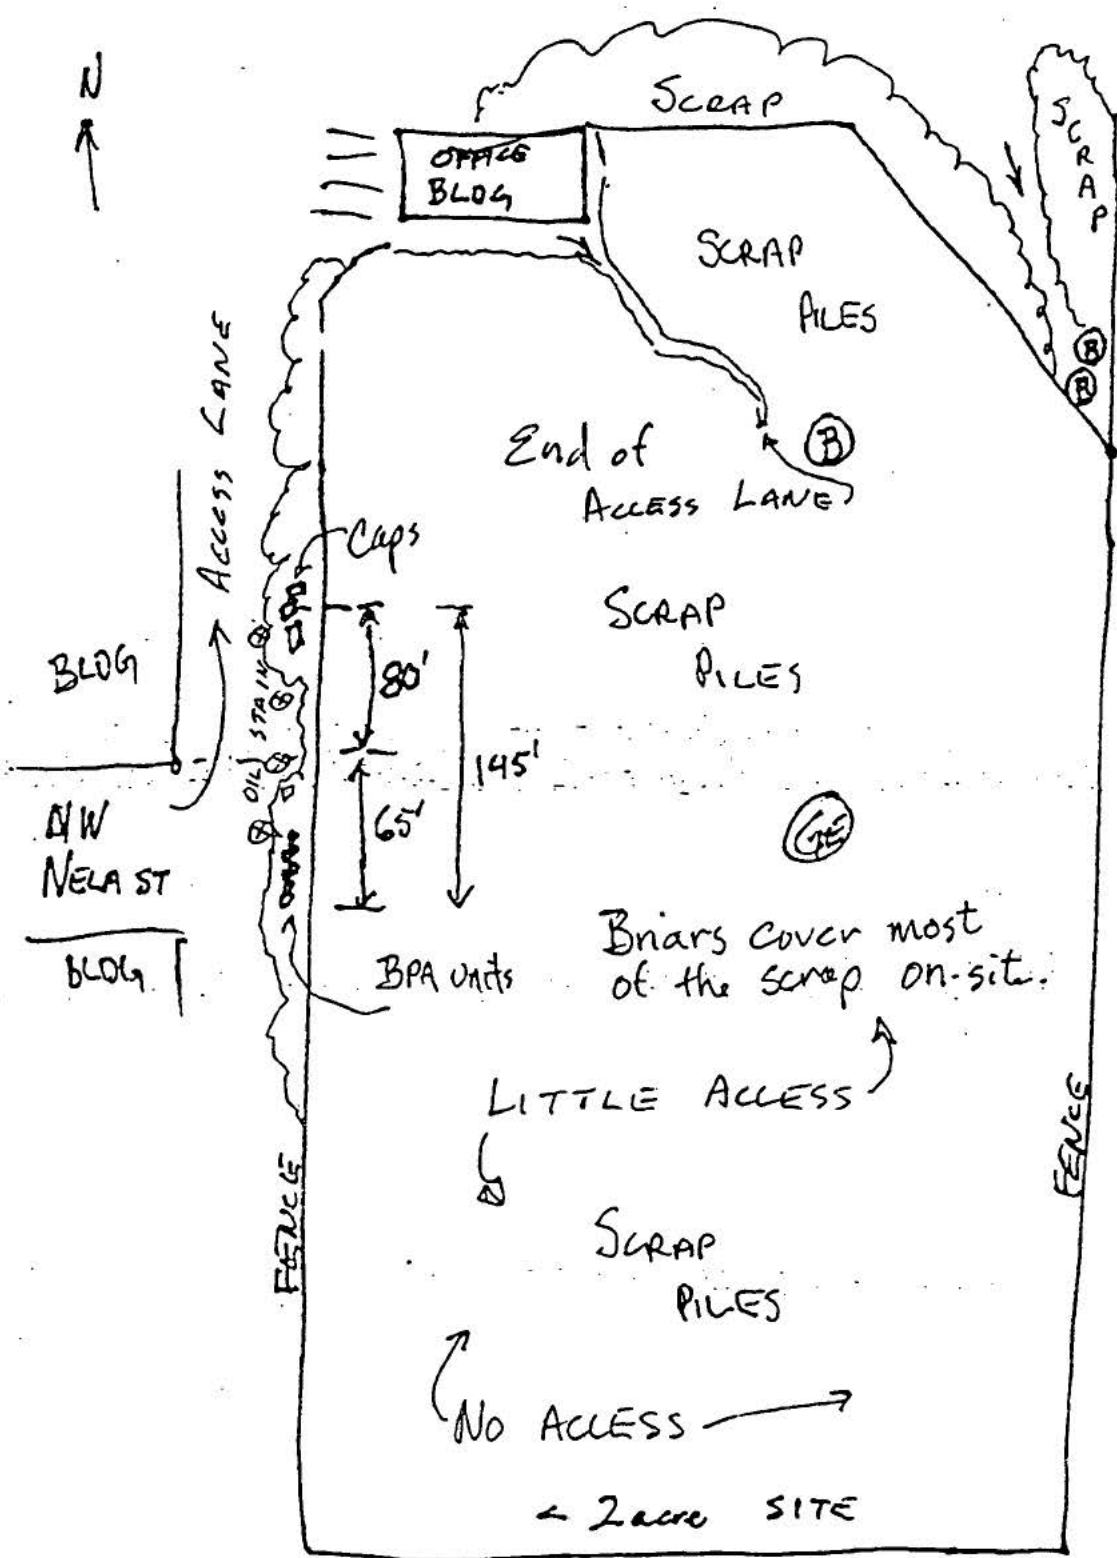 N
SCRAP
SCRAP
OFFICE
BLDG
SCRAP
PILES
ACCESS LANE
B
B
B
End of
ACCESS LANE
Caps
SCRAP
PILES
BLDG
80'
OIL STAIN
145'
65'
N/W
NELA ST
GE
BLDG
BPA units
Briars cover most
of the scrap on-site.
LITTLE ACCESS
FENCE
FENCE
SCRAP
PILES
NO ACCESS
< 2 acre SITE